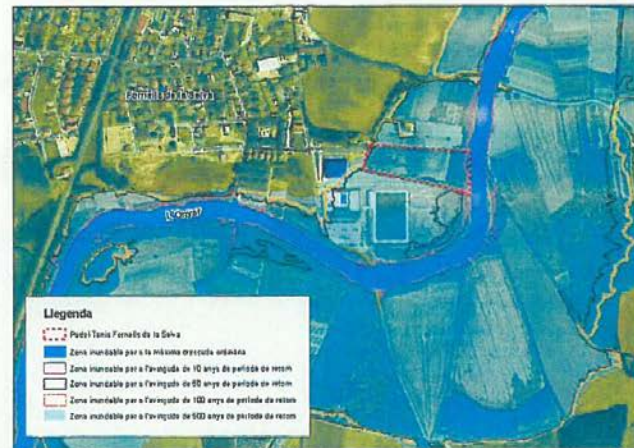 Fornells de la Selva
L'Onyar
Llegenda
Padel Tenis Fornells de la Selva
Zona inundable per a la màxima crescuda ordinària
Zona inundable per a l'avinguda de 10 anys de període de retorn
Zona inundable per a l'avinguda de 50 anys de període de retorn
Zona inundable per a l'avinguda de 100 anys de període de retorn
Zona inundable per a l'avinguda de 500 anys de període de retorn